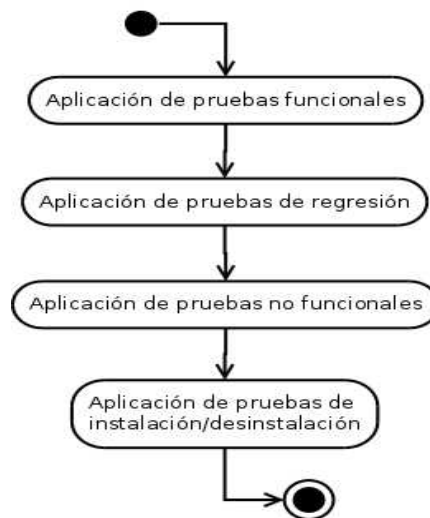 Aplicación de pruebas funcionales
Aplicación de pruebas de regresión
Aplicación de pruebas no funcionales
Aplicación de pruebas de
instalación/desinstalación